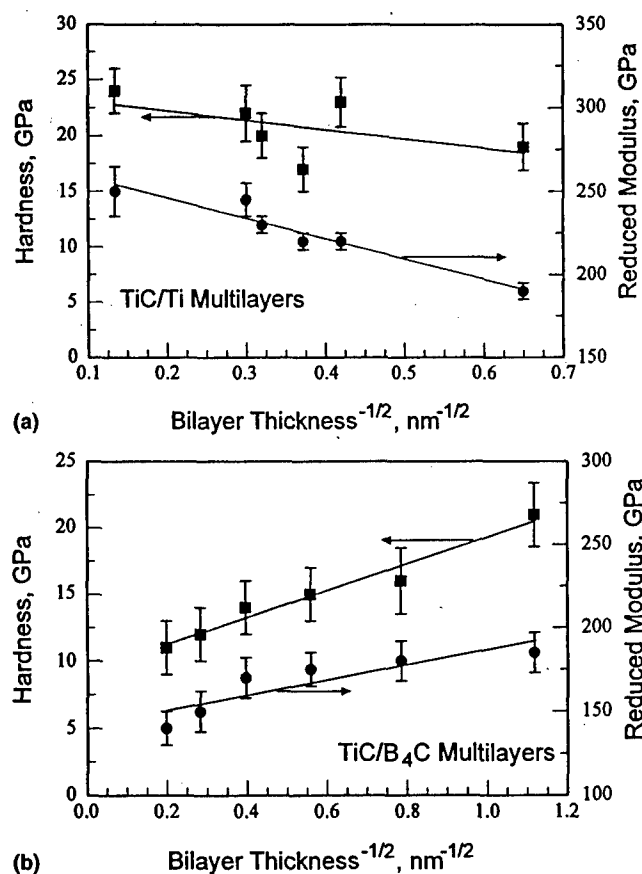 30
25
20
15
10
5
0
Hardness, GPa
350
300
250
200
150
Reduced Modulus, GPa
TiC/Ti Multilayers
0.1 0.2 0.3 0.4 0.5 0.6 0.7
(a) Bilayer Thickness-1/2, nm-1/2
25
20
15
10
5
0
Hardness, GPa
300
250
200
150
100
Reduced Modulus, GPa
TiC/B4C Multilayers
0.0 0.2 0.4 0.6 0.8 1.0 1.2
(b) Bilayer Thickness-1/2, nm-1/2